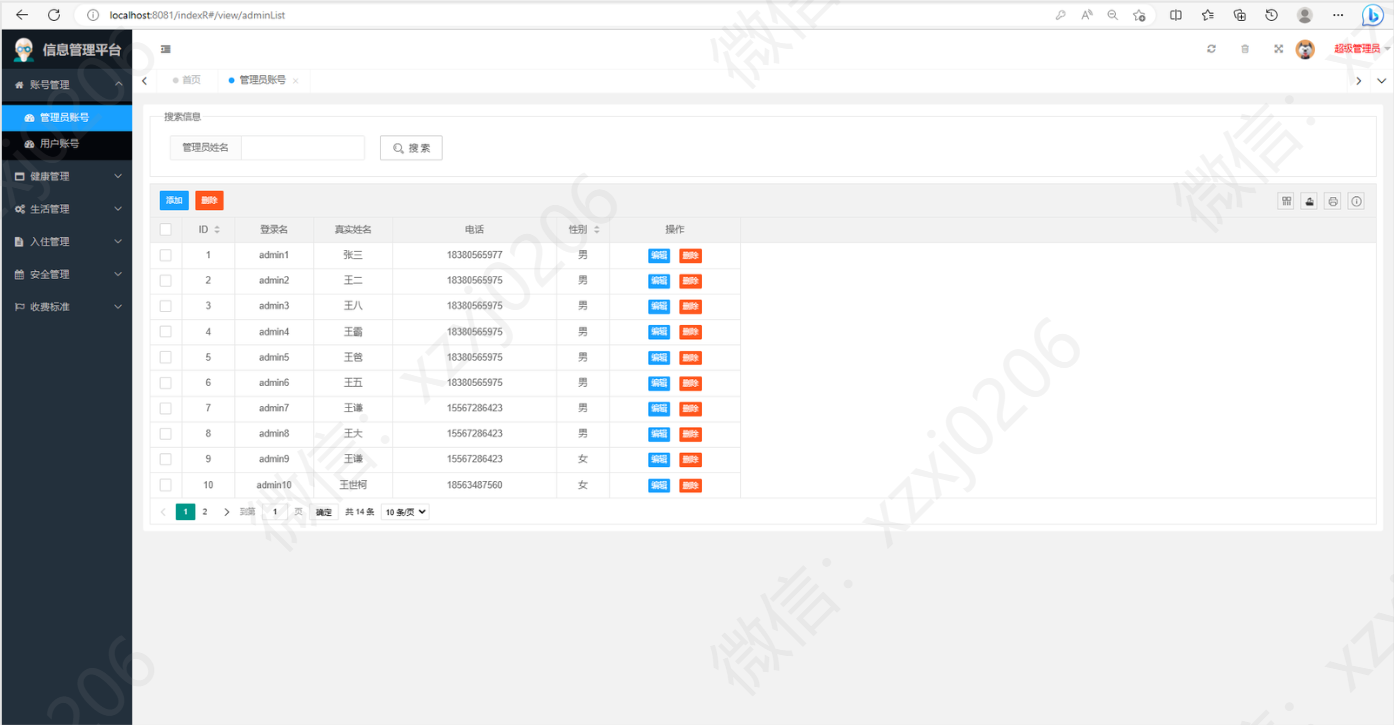 localhost:8081/indexR#/view/adminList
信息管理平台
超级管理员
账号管理
管理员账号
用户账号
健康管理
生活管理
入住管理
安全管理
收费标准
首页
管理员账号
搜索信息
管理员姓名
搜 索
添加 删除
ID 登录名 真实姓名 电话 性别 操作
1 admin1 张三 18380565977 男 编辑 删除
2 admin2 王二 18380565975 男 编辑 删除
3 admin3 王八 18380565975 男 编辑 删除
4 admin4 王霸 18380565975 男 编辑 删除
5 admin5 王爸 18380565975 男 编辑 删除
6 admin6 王五 18380565975 男 编辑 删除
7 admin7 王谦 15567286423 男 编辑 删除
8 admin8 王大 15567286423 男 编辑 删除
9 admin9 王谦 15567286423 女 编辑 删除
10 admin10 王世柯 18563487560 女 编辑 删除
1 2 到第 1 页 确定 共 14 条 10 条/页
微信：xzxj0206
微信：xzxj0206
微信：
微信：
xzxj0206
0206
xzx